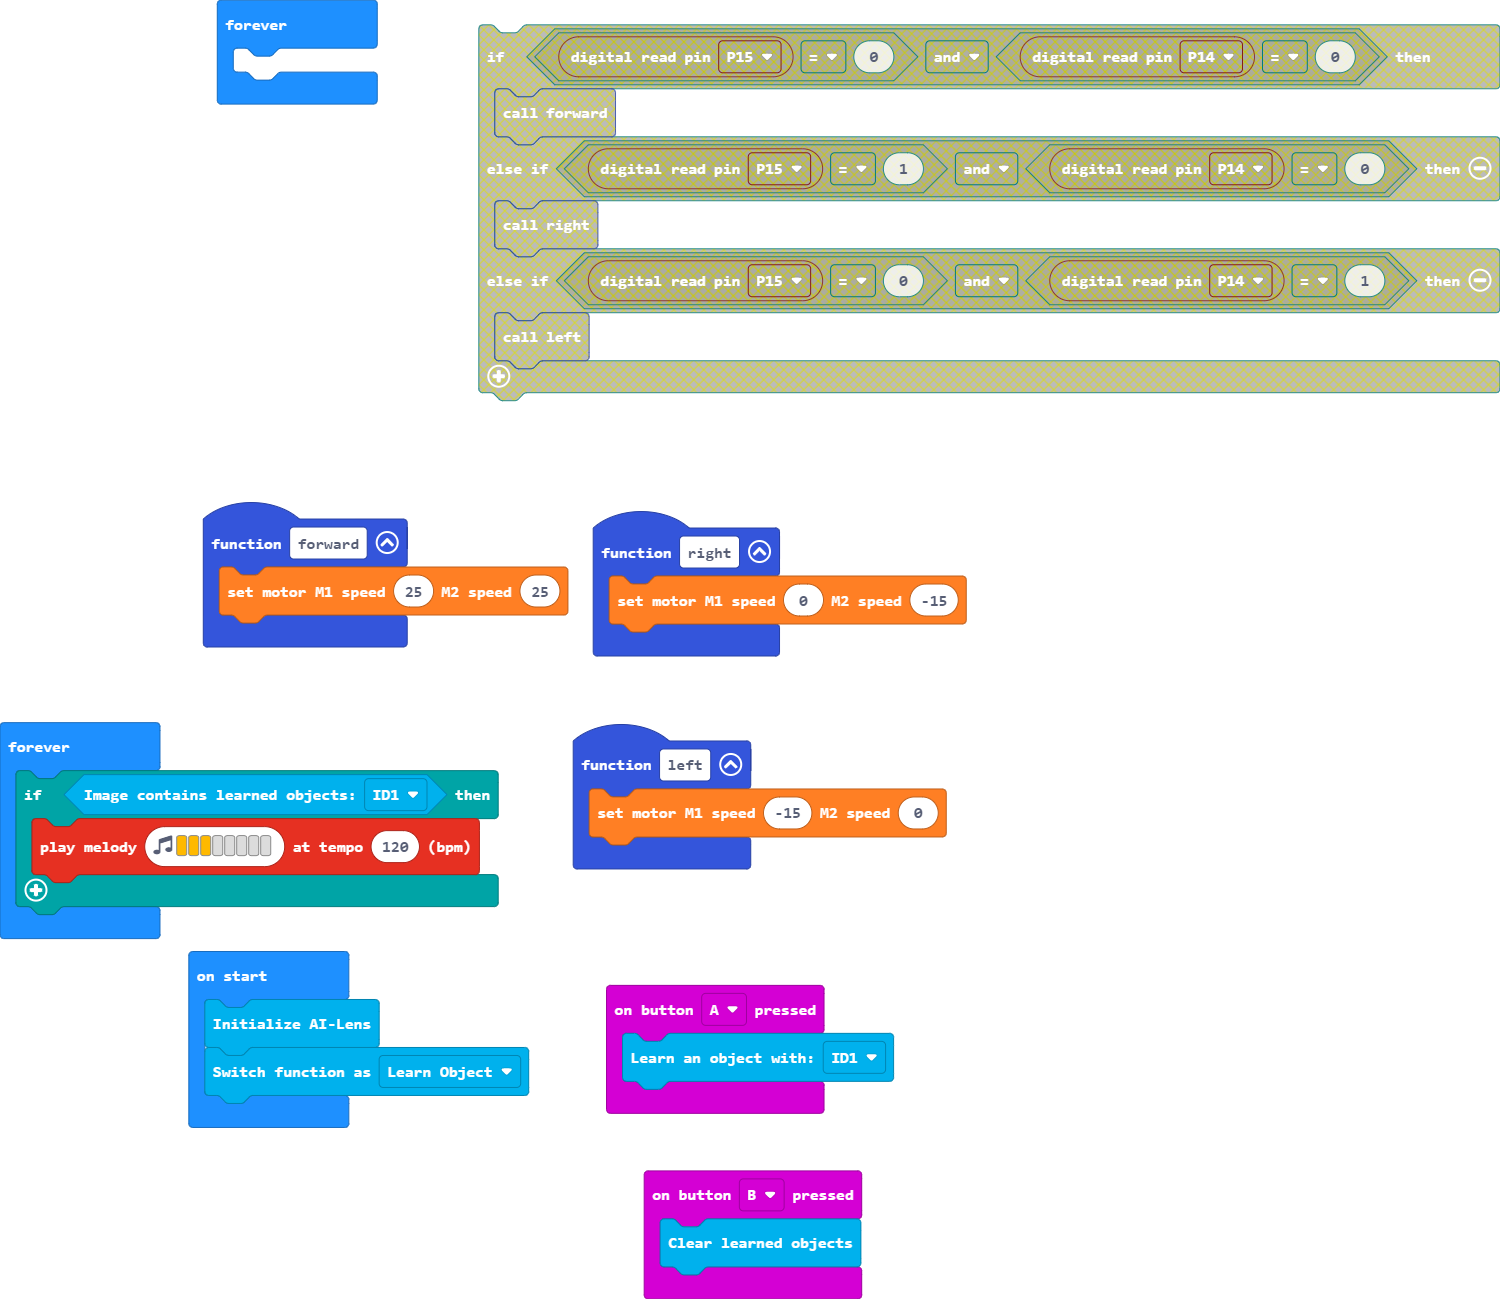 forever
if digital read pin P15 = 0 and digital read pin P14 = 0 then
call forward
else if digital read pin P15 = 1 and digital read pin P14 = 0 then
call right
else if digital read pin P15 = 0 and digital read pin P14 = 1 then
call left
function forward
set motor M1 speed 25 M2 speed 25
function right
set motor M1 speed 0 M2 speed -15
forever
if Image contains learned objects: ID1 then
play melody at tempo 120 (bpm)
function left
set motor M1 speed -15 M2 speed 0
on start
Initialize AI-Lens
Switch function as Learn Object
on button A pressed
Learn an object with: ID1
on button B pressed
Clear learned objects